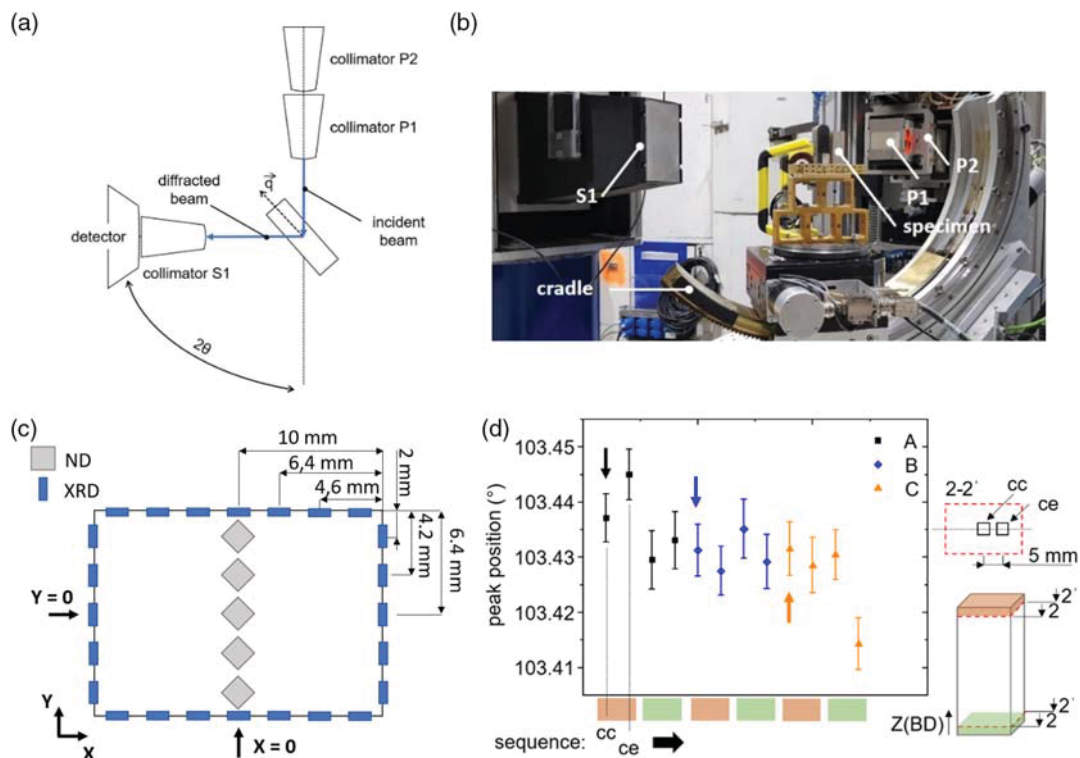 (a)
collimator P2
collimator P1
diffracted
beam
q
incident
beam
detector
collimator S1
2θ
(b)
S1
P2
P1
specimen
cradle
(c)
ND
XRD
10 mm
6,4 mm
4,6 mm
2 mm
4.2 mm
6.4 mm
Y = 0
Y
X
X = 0
(d)
peak position (°)
103.45
103.44
103.43
103.42
103.41
A
B
C
sequence:
cc
ce
2-2'
cc
ce
5 mm
2'
2
2'
2
Z(BD)